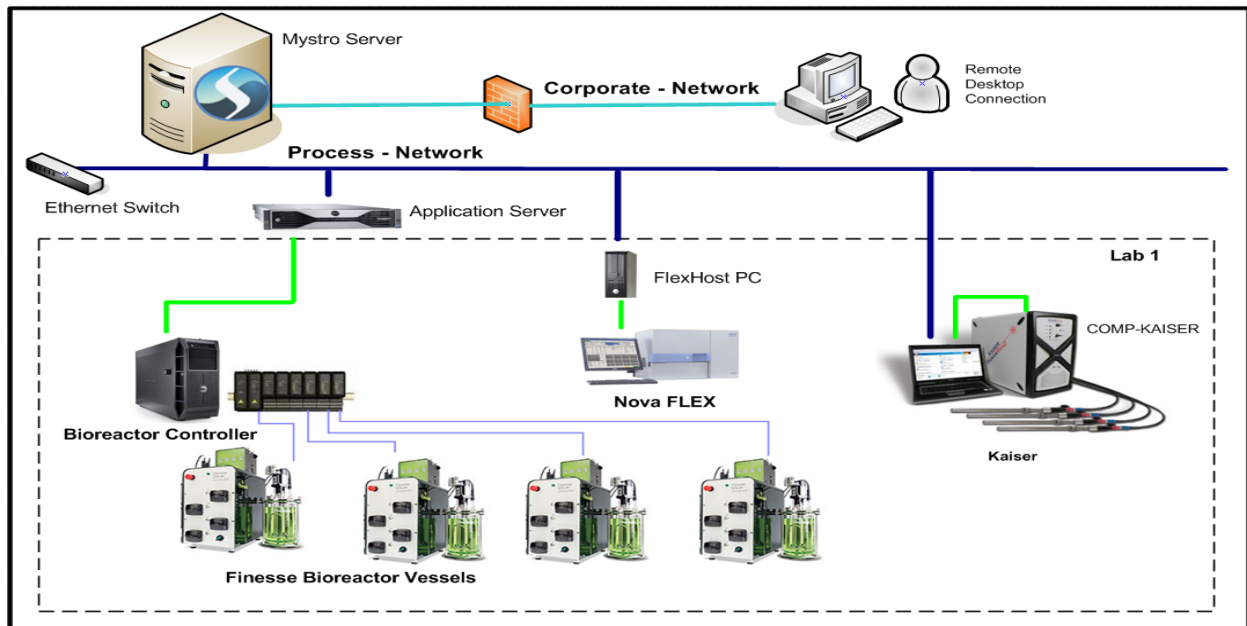 Mystro Server
Corporate - Network
Remote
Desktop
Connection
Process - Network
Ethernet Switch
Application Server
Lab 1
FlexHost PC
COMP-KAISER
Nova FLEX
Bioreactor Controller
Kaiser
Finesse Bioreactor Vessels